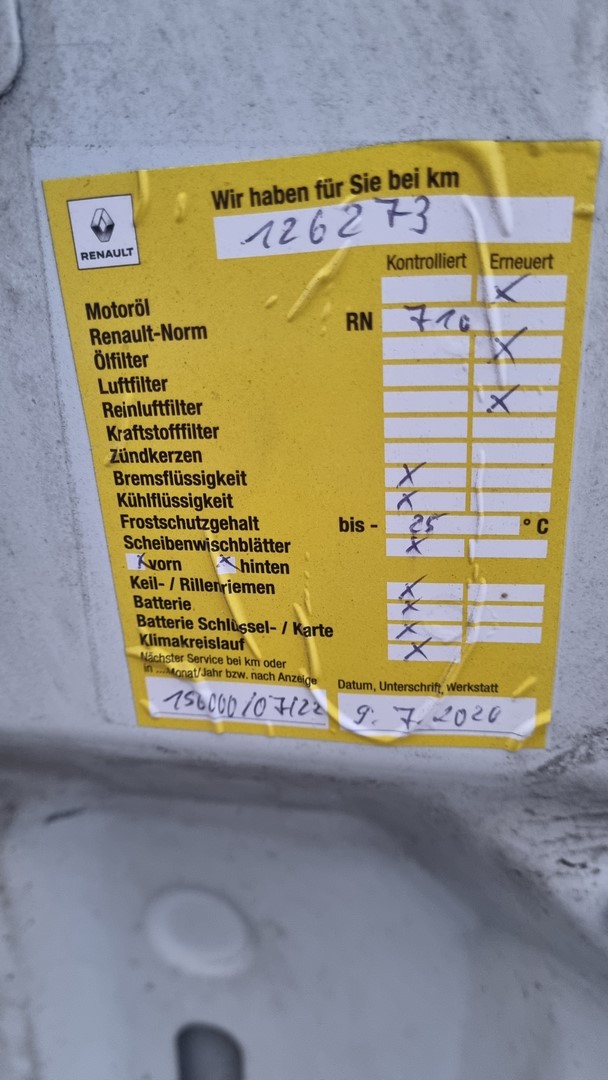 Wir haben für Sie bei km
RENAULT
126273
Kontrolliert Erneuert
Motoröl X
Renault-Norm RN 710
Ölfilter X
Luftfilter
Reinluftfilter X
Kraftstofffilter
Zündkerzen
Bremsflüssigkeit X
Kühlflüssigkeit X
Frostschutzgehalt bis - 25 °C
Scheibenwischblätter X
X vorn X hinten
Keil- / Rillenriemen X
Batterie X
Batterie Schlüssel- / Karte X
Klimakreislauf X
Nächster Service bei km oder
in ...Monat/Jahr bzw. nach Anzeige
Datum, Unterschrift, Werkstatt
150000/07/22 9.7.2020